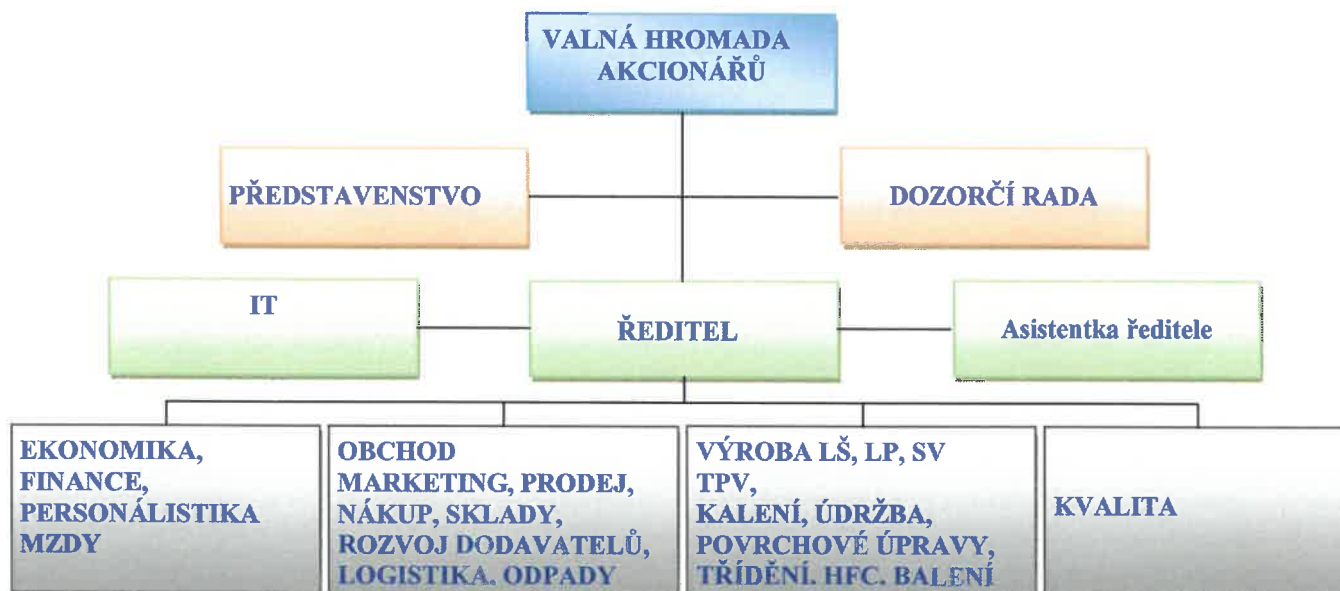 VALNÁ HROMADA
AKCIONÁŘŮ
PŘEDSTAVENSTVO
DOZORČÍ RADA
IT
ŘEDITEL
Asistentka ředitele
EKONOMIKA,
FINANCE,
PERSONÁLISTIKA
MZDY
OBCHOD
MARKETING, PRODEJ,
NÁKUP, SKLADY,
ROZVOJ DODAVATELŮ,
LOGISTIKA, ODPADY
VÝROBA LŠ, LP, SV
TPV,
KALENÍ, ÚDRŽBA,
POVRCHOVÉ ÚPRAVY,
TŘÍDĚNÍ, HFC, BALENÍ
KVALITA